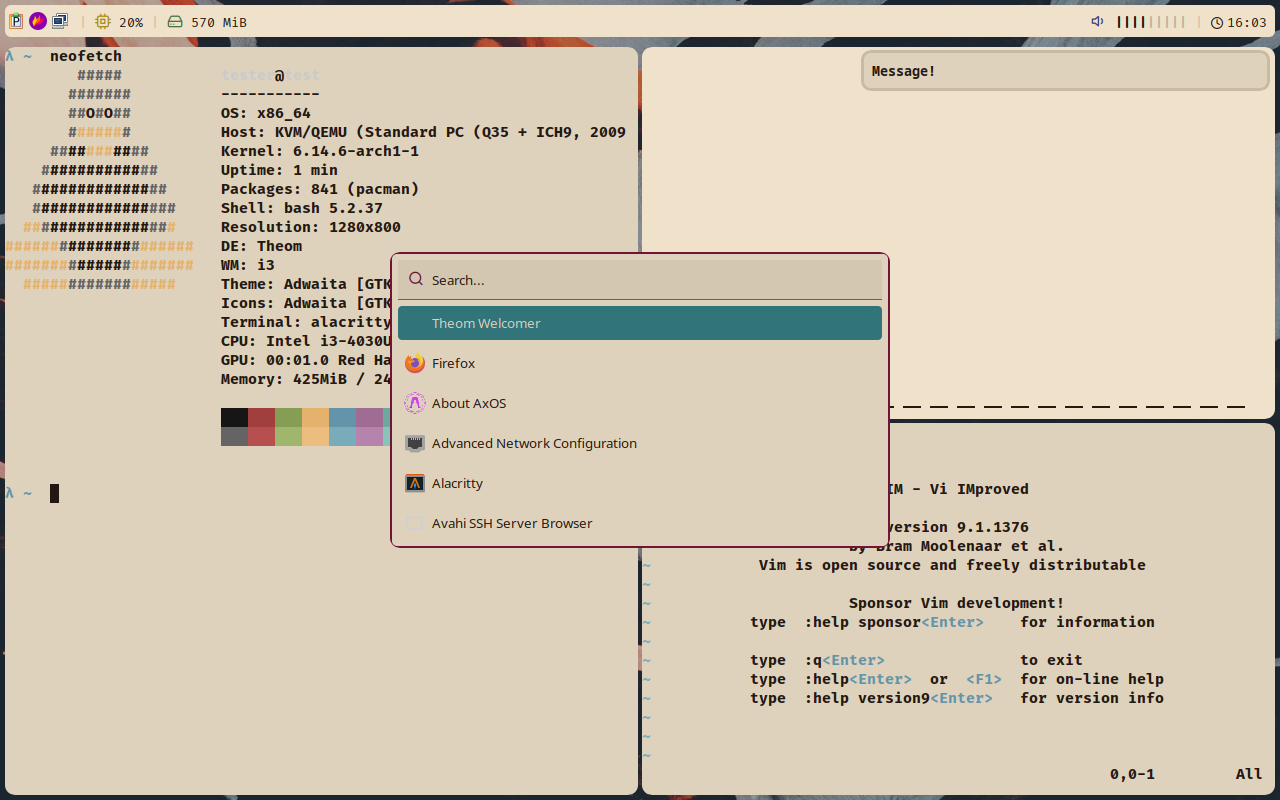 20%
570 MiB
16:03
λ ~ neofetch
#####
#######
##O#O##
#######
###########
#############
###############
################
#################
#####################
#####################
#################
tester@test
-----------
OS: x86_64
Host: KVM/QEMU (Standard PC (Q35 + ICH9, 2009
Kernel: 6.14.6-arch1-1
Uptime: 1 min
Packages: 841 (pacman)
Shell: bash 5.2.37
Resolution: 1280x800
DE: Theom
WM: i3
Theme: Adwaita [GTK
Icons: Adwaita [GTK
Terminal: alacritty
CPU: Intel i3-4030U
GPU: 00:01.0 Red Ha
Memory: 425MiB / 24
λ ~
Message!
Search...
Theom Welcomer
Firefox
About AxOS
Advanced Network Configuration
Alacritty
Avahi SSH Server Browser
IM - Vi IMproved
version 9.1.1376
by Bram Moolenaar et al.
~ Vim is open source and freely distributable
~
~ Sponsor Vim development!
~ type :help sponsor<Enter> for information
~
~ type :q<Enter> to exit
~ type :help<Enter> or <F1> for on-line help
~ type :help version9<Enter> for version info
~
~
~
0,0-1 All